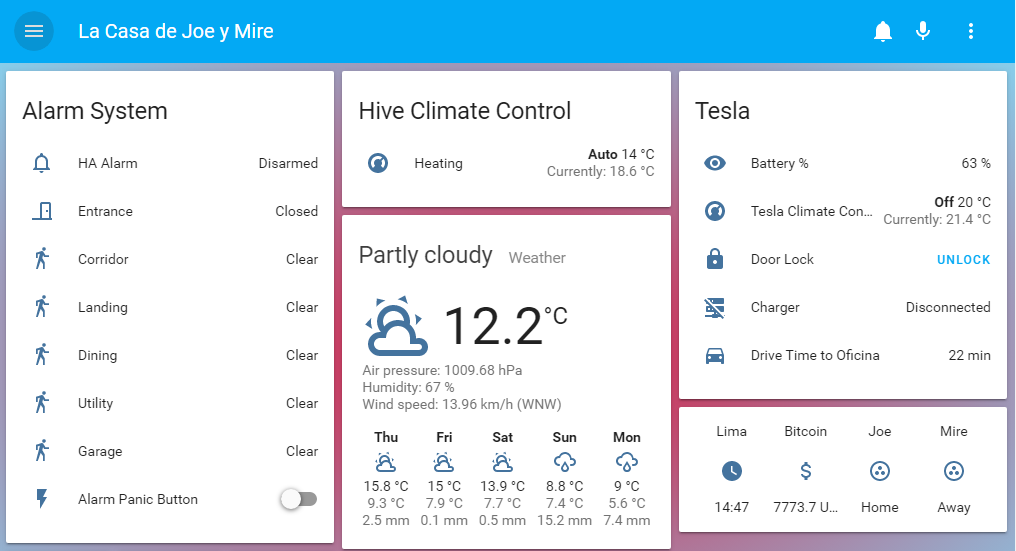 La Casa de Joe y Mire
Alarm System
HA Alarm Disarmed
Entrance Closed
Corridor Clear
Landing Clear
Dining Clear
Utility Clear
Garage Clear
Alarm Panic Button
Hive Climate Control
Heating Auto 14 °C
Currently: 18.6 °C
Partly cloudy Weather
12.2 °C
Air pressure: 1009.68 hPa
Humidity: 67 %
Wind speed: 13.96 km/h (WNW)
Thu Fri Sat Sun Mon
15.8 °C 15 °C 13.9 °C 8.8 °C 9 °C
9.3 °C 7.9 °C 7.7 °C 7.4 °C 5.6 °C
2.5 mm 0.1 mm 0.5 mm 15.2 mm 7.4 mm
Tesla
Battery % 63 %
Tesla Climate Con... Off 20 °C
Currently: 21.4 °C
Door Lock UNLOCK
Charger Disconnected
Drive Time to Oficina 22 min
Lima Bitcoin Joe Mire
14:47 7773.7 U... Home Away